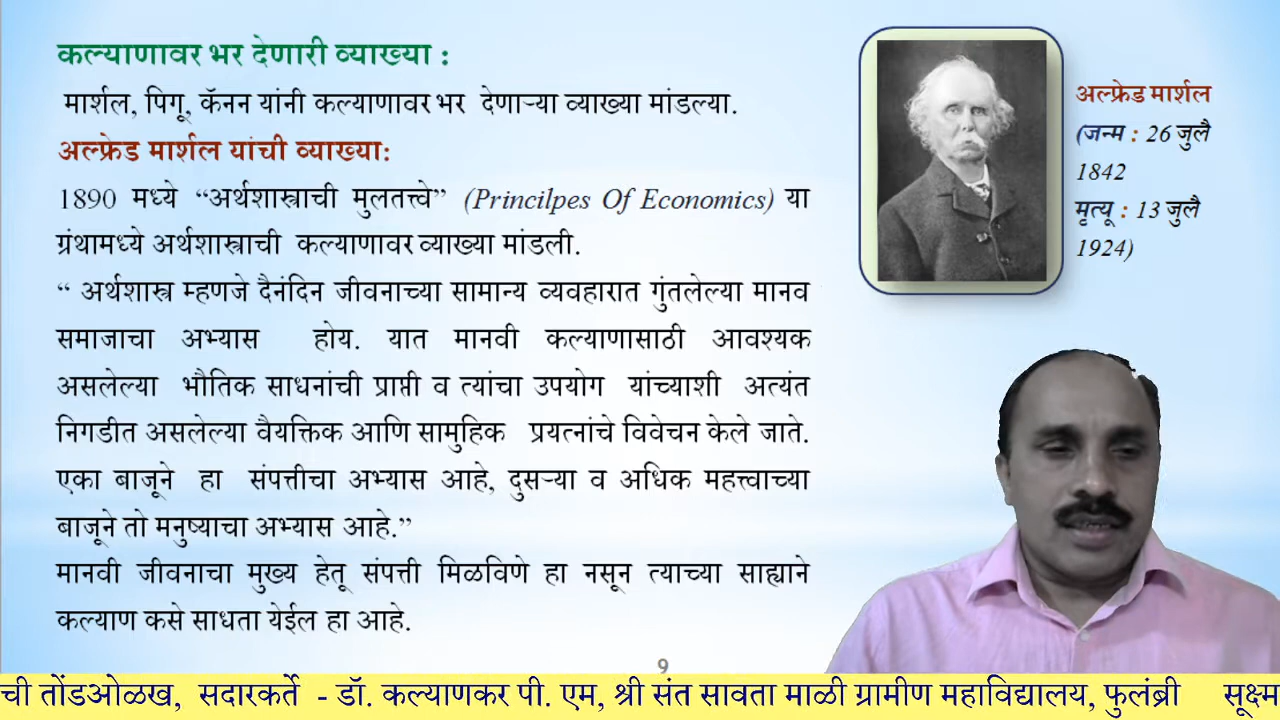 कल्याणावर भर देणारी व्याख्या :
मार्शल, पिगू, कॅनन यांनी कल्याणावर भर देणाऱ्या व्याख्या मांडल्या.
अल्फ्रेड मार्शल यांची व्याख्या:
1890 मध्ये “अर्थशास्त्राची मुलतत्त्वे” (Princilpes Of Economics) या
ग्रंथामध्ये अर्थशास्त्राची कल्याणावर व्याख्या मांडली.
“ अर्थशास्त्र म्हणजे दैनंदिन जीवनाच्या सामान्य व्यवहारात गुंतलेल्या मानव
समाजाचा अभ्यास होय. यात मानवी कल्याणासाठी आवश्यक
असलेल्या भौतिक साधनांची प्राप्ती व त्यांचा उपयोग यांच्याशी अत्यंत
निगडीत असलेल्या वैयक्तिक आणि सामुहिक प्रयत्नांचे विवेचन केले जाते.
एका बाजूने हा संपत्तीचा अभ्यास आहे, दुसऱ्या व अधिक महत्त्वाच्या
बाजूने तो मनुष्याचा अभ्यास आहे.”
मानवी जीवनाचा मुख्य हेतू संपत्ती मिळविणे हा नसून त्याच्या साह्याने
कल्याण कसे साधता येईल हा आहे.
अल्फ्रेड मार्शल
(जन्म : 26 जुलै
1842
मृत्यू : 13 जुलै
1924)
9
ची तोंडओळख, सदारकर्ते - डॉ. कल्याणकर पी. एम, श्री संत सावता माळी ग्रामीण महाविद्यालय, फुलंब्री सूक्ष्म